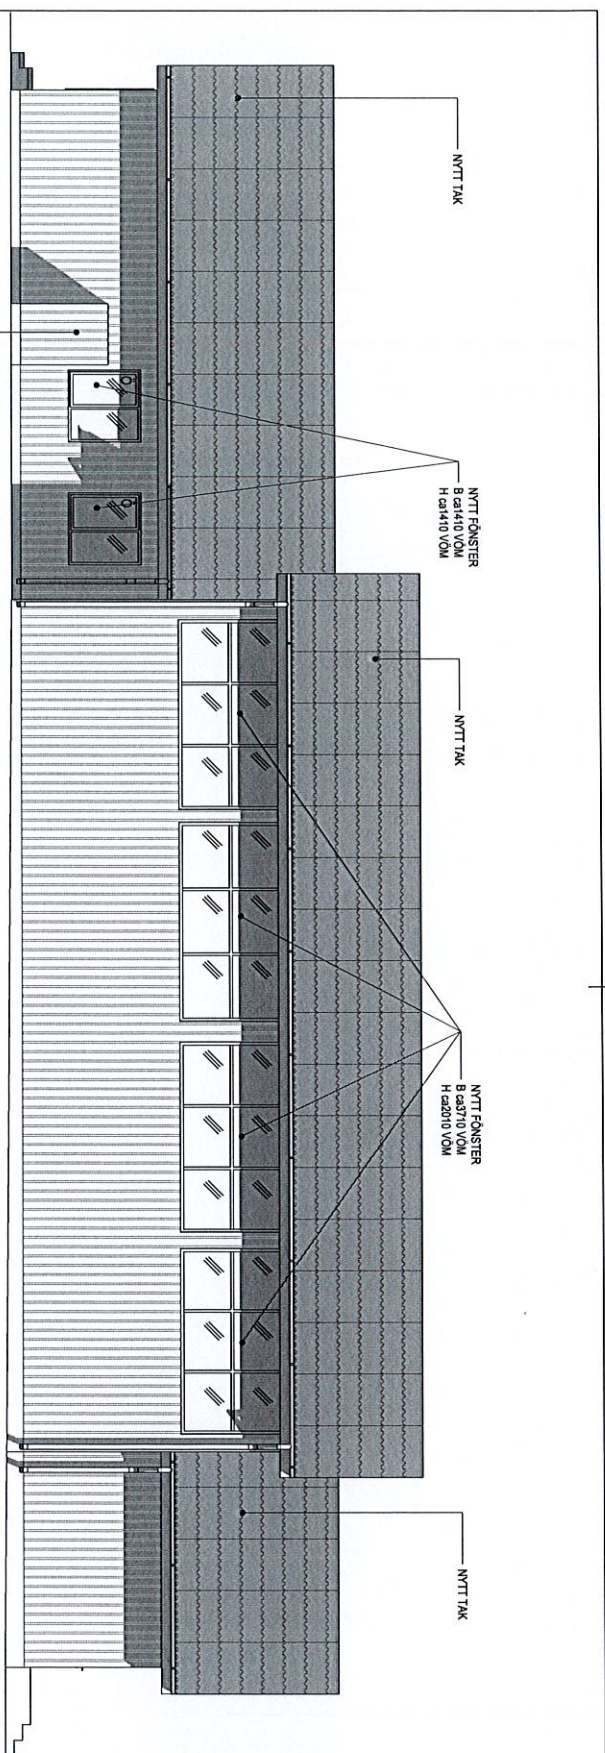 NYTT TAK
NYTT FÖNSTER
B ca1410 VÖM
H ca1410 VÖM
NYTT TAK
NYTT FÖNSTER
B ca3710 VÖM
H ca2010 VÖM
NYTT TAK